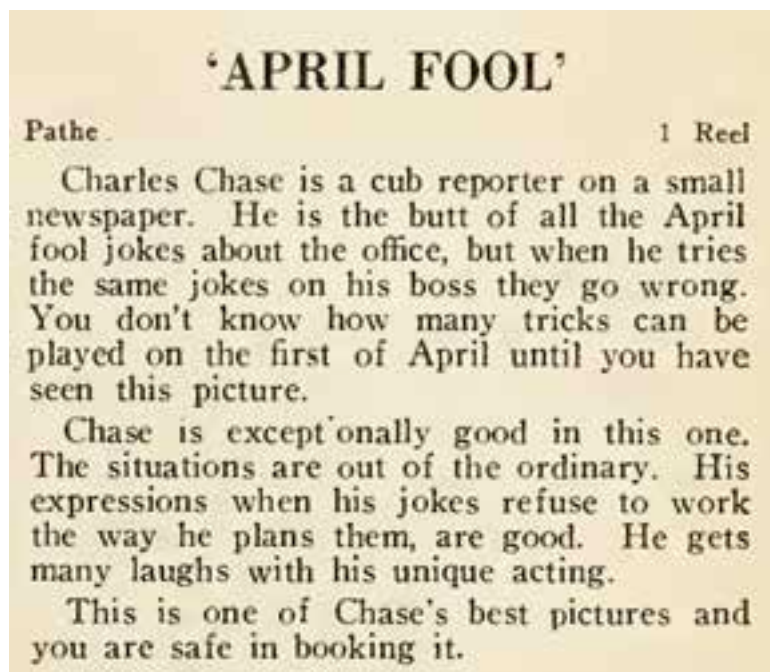 ‘APRIL FOOL’
Pathe 1 Reel
Charles Chase is a cub reporter on a small
newspaper. He is the butt of all the April
fool jokes about the office, but when he tries
the same jokes on his boss they go wrong.
You don't know how many tricks can be
played on the first of April until you have
seen this picture.
Chase is except onally good in this one.
The situations are out of the ordinary. His
expressions when his jokes refuse to work
the way he plans them, are good. He gets
many laughs with his unique acting.
This is one of Chase's best pictures and
you are safe in booking it.